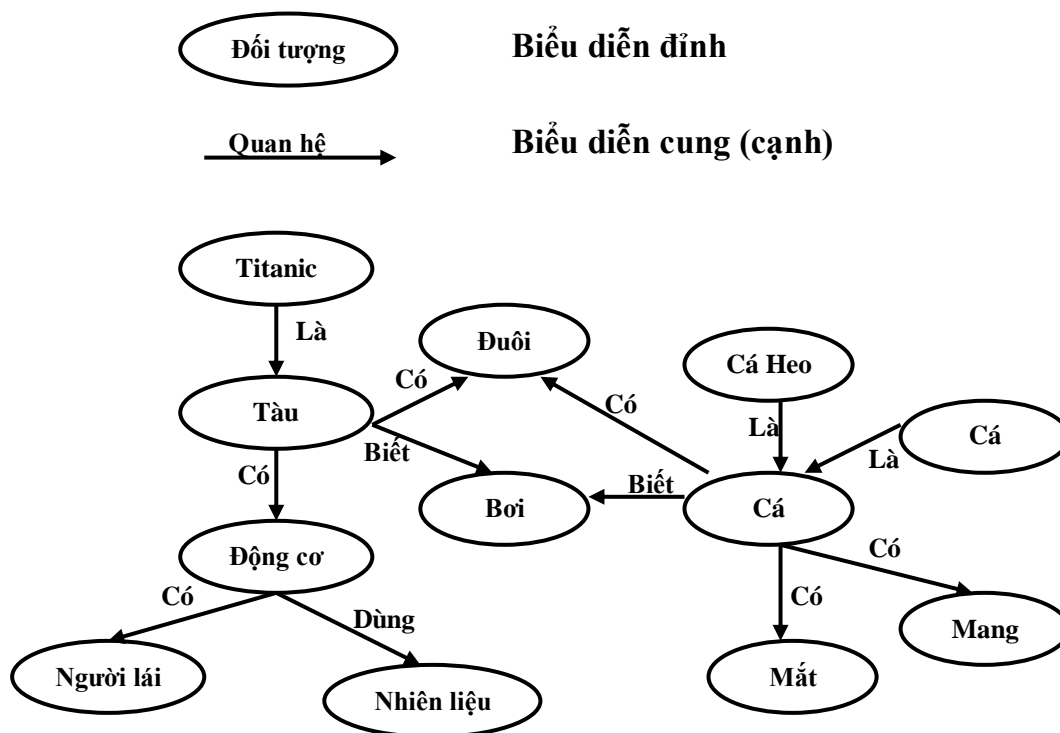 Đối tượng
Biểu diễn đỉnh
Quan hệ
Biểu diễn cung (cạnh)
Titanic
Là
Đuôi
Cá Heo
Có
Có
Tàu
Là
Cá
Biết
Là
Có
Biết
Bơi
Cá
Động cơ
Có
Có
Có
Dùng
Mang
Người lái
Mắt
Nhiên liệu